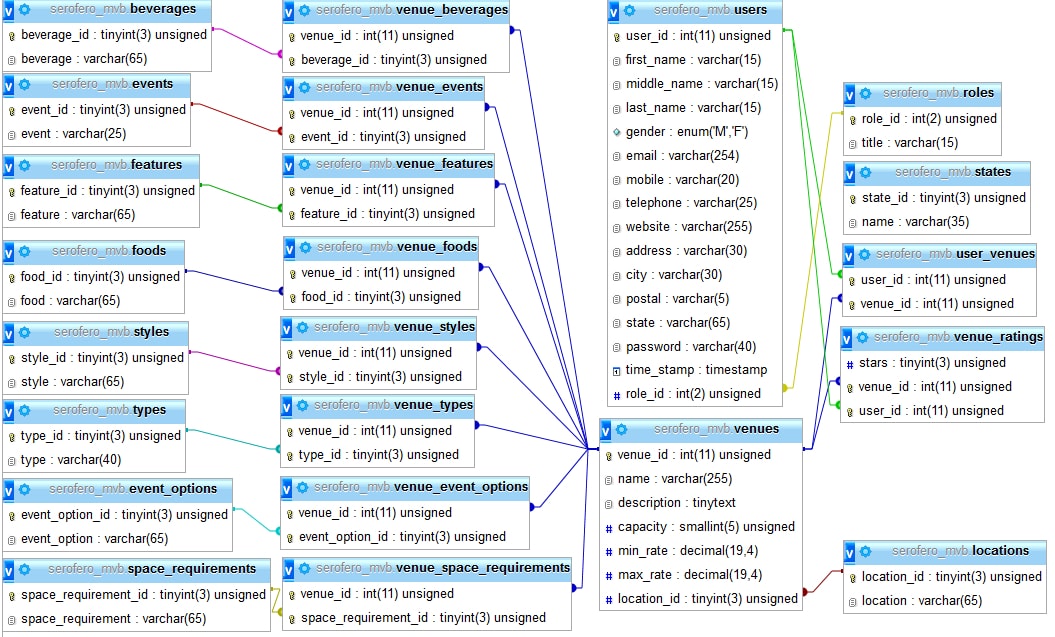 serofero_mvb.beverages
beverage_id : tinyint(3) unsigned
beverage : varchar(65)
serofero_mvb.events
event_id : tinyint(3) unsigned
event : varchar(25)
serofero_mvb.features
feature_id : tinyint(3) unsigned
feature : varchar(65)
serofero_mvb.foods
food_id : tinyint(3) unsigned
food : varchar(65)
serofero_mvb.styles
style_id : tinyint(3) unsigned
style : varchar(65)
serofero_mvb.types
type_id : tinyint(3) unsigned
type : varchar(40)
serofero_mvb.event_options
event_option_id : tinyint(3) unsigned
event_option : varchar(65)
serofero_mvb.space_requirements
space_requirement_id : tinyint(3) unsigned
space_requirement : varchar(65)
serofero_mvb.venue_beverages
venue_id : int(11) unsigned
beverage_id : tinyint(3) unsigned
serofero_mvb.venue_events
venue_id : int(11) unsigned
event_id : tinyint(3) unsigned
serofero_mvb.venue_features
venue_id : int(11) unsigned
feature_id : tinyint(3) unsigned
serofero_mvb.venue_foods
venue_id : int(11) unsigned
food_id : tinyint(3) unsigned
serofero_mvb.venue_styles
venue_id : int(11) unsigned
style_id : tinyint(3) unsigned
serofero_mvb.venue_types
venue_id : int(11) unsigned
type_id : tinyint(3) unsigned
serofero_mvb.venue_event_options
venue_id : int(11) unsigned
event_option_id : tinyint(3) unsigned
serofero_mvb.venue_space_requirements
venue_id : int(11) unsigned
space_requirement_id : tinyint(3) unsigned
serofero_mvb.users
user_id : int(11) unsigned
first_name : varchar(15)
middle_name : varchar(15)
last_name : varchar(15)
gender : enum('M','F')
email : varchar(254)
mobile : varchar(20)
telephone : varchar(25)
website : varchar(255)
address : varchar(30)
city : varchar(30)
postal : varchar(5)
state : varchar(65)
password : varchar(40)
time_stamp : timestamp
role_id : int(2) unsigned
serofero_mvb.venues
venue_id : int(11) unsigned
name : varchar(255)
description : tinytext
capacity : smallint(5) unsigned
min_rate : decimal(19,4)
max_rate : decimal(19,4)
location_id : tinyint(3) unsigned
serofero_mvb.roles
role_id : int(2) unsigned
title : varchar(15)
serofero_mvb.states
state_id : tinyint(3) unsigned
name : varchar(35)
serofero_mvb.user_venues
user_id : int(11) unsigned
venue_id : int(11) unsigned
serofero_mvb.venue_ratings
stars : tinyint(3) unsigned
venue_id : int(11) unsigned
user_id : int(11) unsigned
serofero_mvb.locations
location_id : tinyint(3) unsigned
location : varchar(65)